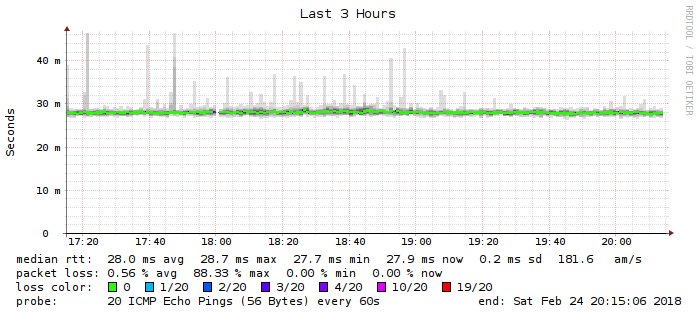 Last 3 Hours
RRDTOOL / TOBI OETIKER
Seconds
40 m
30 m
20 m
10 m
0
17:20 17:40 18:00 18:20 18:40 19:00 19:20 19:40 20:00
median rtt: 28.0 ms avg 28.7 ms max 27.7 ms min 27.9 ms now 0.2 ms sd 181.6 am/s
packet loss: 0.56 % avg 88.33 % max 0.00 % min 0.00 % now
loss color: 0 1/20 2/20 3/20 4/20 10/20 19/20
probe: 20 ICMP Echo Pings (56 Bytes) every 60s end: Sat Feb 24 20:15:06 2018